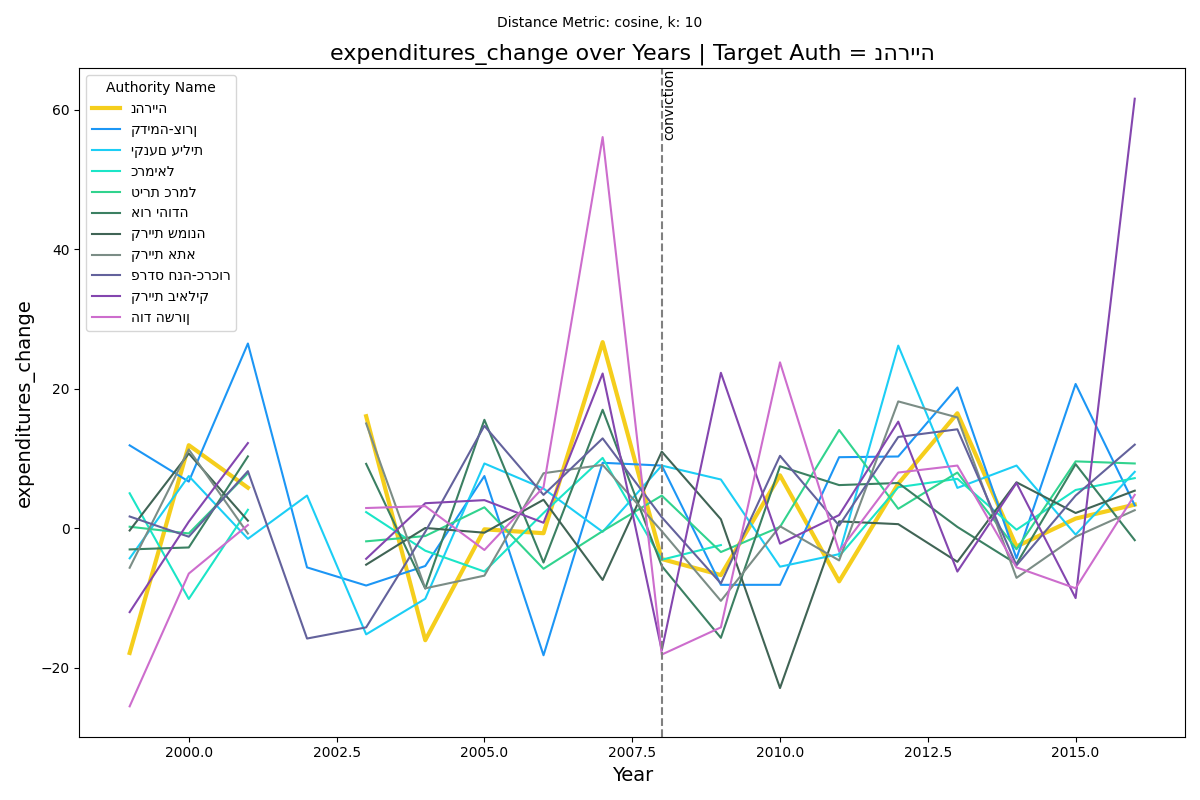 Distance Metric: cosine, k: 10
expenditures_change over Years | Target Auth = נהרייה
Authority Name
נהרייה
קדימה-צורן
יקנעם עילית
כרמיאל
טירת כרמל
אור יהודה
קריית שמונה
קריית אתא
פרדס חנה-כרכור
קריית ביאליק
הוד השרון
conviction
expenditures_change
60
40
20
0
−20
2000.0 2002.5 2005.0 2007.5 2010.0 2012.5 2015.0
Year